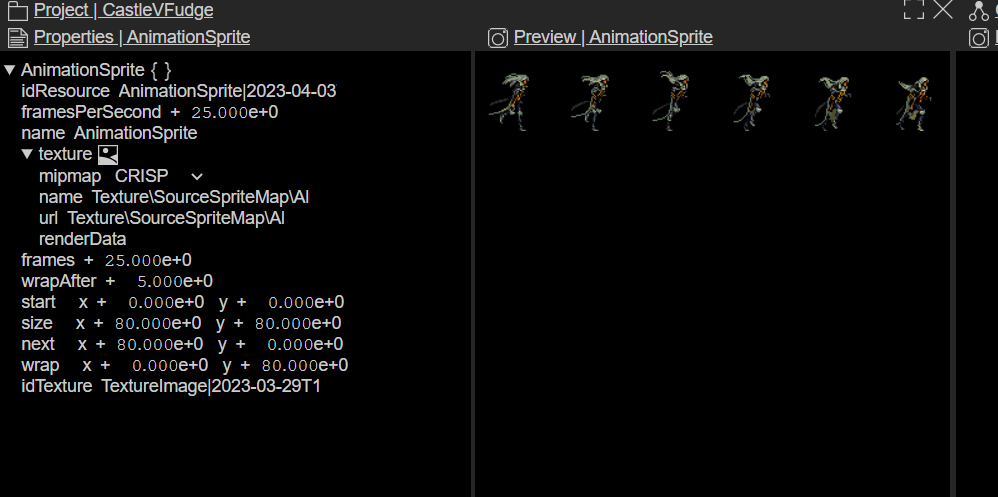 Project | CastleVFudge
Properties | AnimationSprite
Preview | AnimationSprite
AnimationSprite { }
idResource AnimationSprite|2023-04-03
framesPerSecond + 25.000e+0
name AnimationSprite
texture
mipmap CRISP
name Texture\SourceSpriteMap\Al
url Texture\SourceSpriteMap\Al
renderData
frames + 25.000e+0
wrapAfter + 5.000e+0
start x + 0.000e+0 y + 0.000e+0
size x + 80.000e+0 y + 80.000e+0
next x + 80.000e+0 y + 0.000e+0
wrap x + 0.000e+0 y + 80.000e+0
idTexture TextureImage|2023-03-29T1